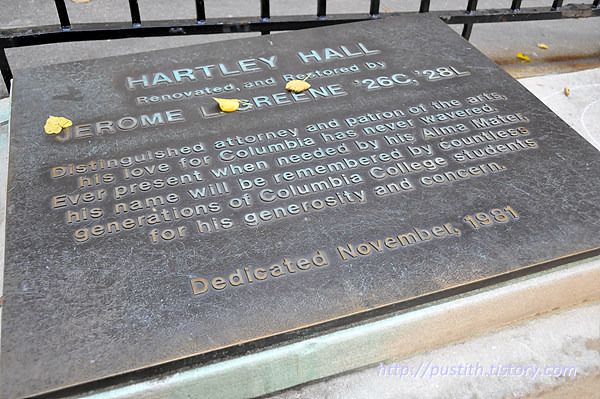 HARTLEY HALL
Renovated, and Restored by
JEROME L. GREENE '26C, '28L
Distinguished attorney and patron of the arts,
his love for Columbia has never wavered.
Ever present when needed by his Alma Mater,
his name will be remembered by countless
generations of Columbia College students
for his generosity and concern.
Dedicated November, 1981
http://pustith.tistory.com